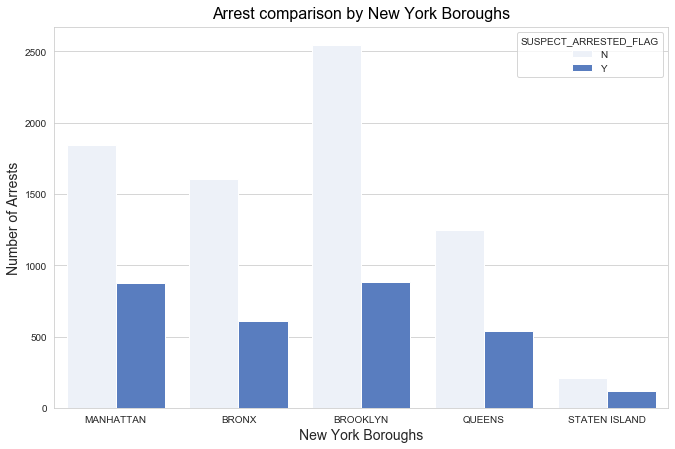 Arrest comparison by New York Boroughs
SUSPECT_ARRESTED_FLAG
N
Y
Number of Arrests
2500
2000
1500
1000
500
0
MANHATTAN BRONX BROOKLYN QUEENS STATEN ISLAND
New York Boroughs